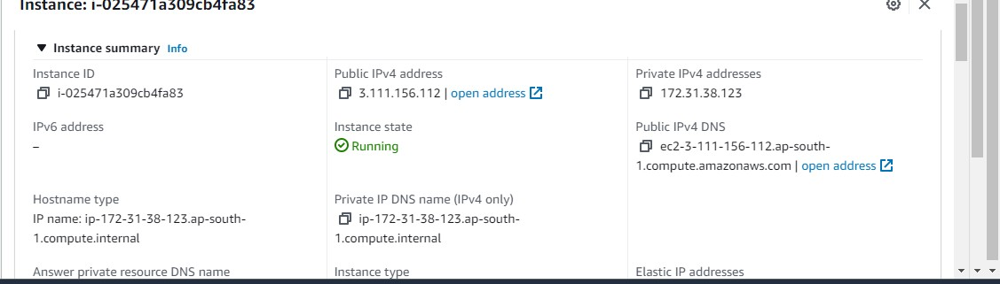 Instance: i-025471a309cb4fa83
Instance summary Info
Instance ID
i-025471a309cb4fa83
Public IPv4 address
3.111.156.112 | open address
Private IPv4 addresses
172.31.38.123
IPv6 address
–
Instance state
Running
Public IPv4 DNS
ec2-3-111-156-112.ap-south-
1.compute.amazonaws.com | open address
Hostname type
IP name: ip-172-31-38-123.ap-south-
1.compute.internal
Private IP DNS name (IPv4 only)
ip-172-31-38-123.ap-south-
1.compute.internal
Answer private resource DNS name
Instance type
Elastic IP addresses